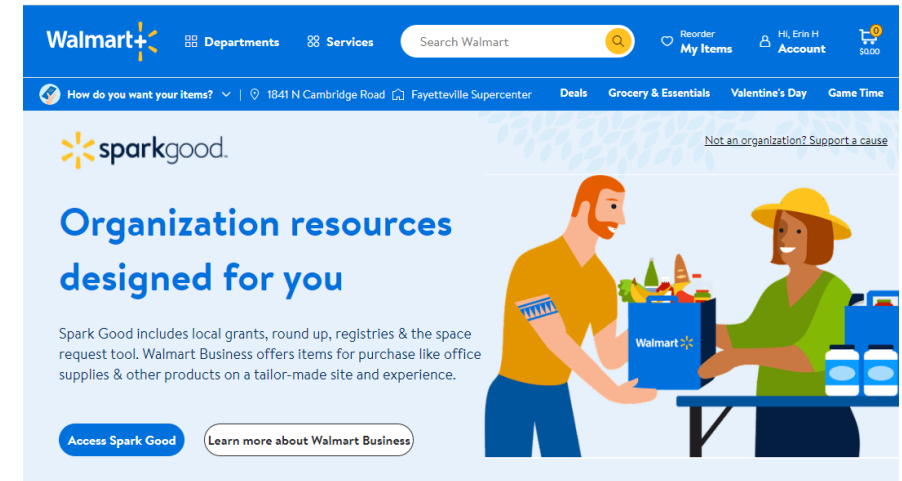 Walmart+
Departments
Services
Search Walmart
Reorder
My Items
Hi, Erin H
Account
0
$0.00
How do you want your items? | 1841 N Cambridge Road Fayetteville Supercenter
Deals
Grocery & Essentials
Valentine's Day
Game Time
sparkgood.
Not an organization? Support a cause
Organization resources
designed for you
Spark Good includes local grants, round up, registries & the space
request tool. Walmart Business offers items for purchase like office
supplies & other products on a tailor-made site and experience.
Walmart
Access Spark Good
Learn more about Walmart Business